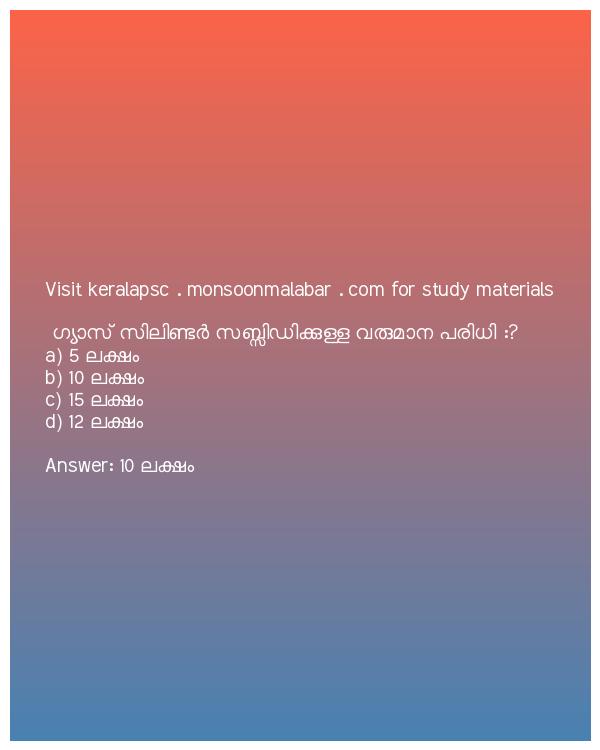 Visit keralapsc . monsoonmalabar . com for study materials
ഗ്യാസ് സിലിണ്ടർ സബ്സിഡിക്കുള്ള വരുമാന പരിധി :?
a) 5 ലക്ഷം
b) 10 ലക്ഷം
c) 15 ലക്ഷം
d) 12 ലക്ഷം
Answer: 10 ലക്ഷം